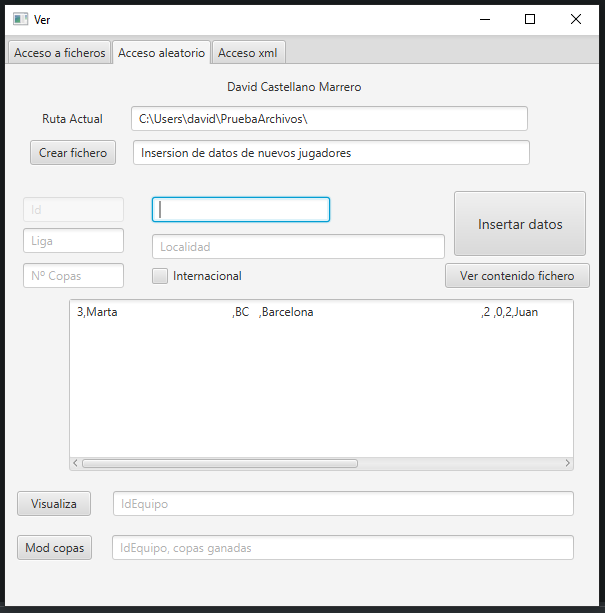 Ver
Acceso a ficheros Acceso aleatorio Acceso xml
David Castellano Marrero
Ruta Actual C:\Users\david\PruebaArchivos\
Crear fichero Insersion de datos de nuevos jugadores
Id
Insertar datos
Liga
Localidad
Nº Copas Internacional Ver contenido fichero
3,Marta ,BC ,Barcelona ,2 ,0,2,Juan
Visualiza IdEquipo
Mod copas IdEquipo, copas ganadas